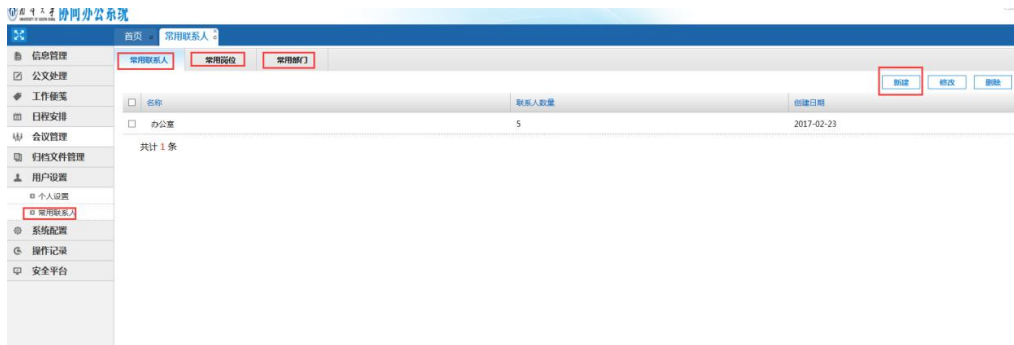 协同办公系统
首页 常用联系人
信息管理
公文处理
工作便笺
日程安排
会议管理
归档文件管理
用户设置
个人设置
常用联系人
系统配置
操作记录
安全平台
常用联系人 常用岗位 常用部门
新建 修改 删除
名称 联系人数量 创建日期
办公室 5 2017-02-23
共计 1 条